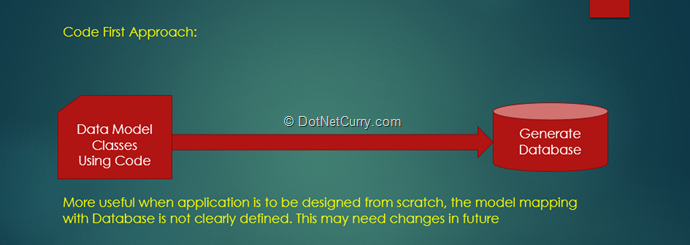 Code First Approach:
© DotNetCurry.com
Data Model
Classes
Using Code
Generate
Database
More useful when application is to be designed from scratch, the model mapping
with Database is not clearly defined. This may need changes in future